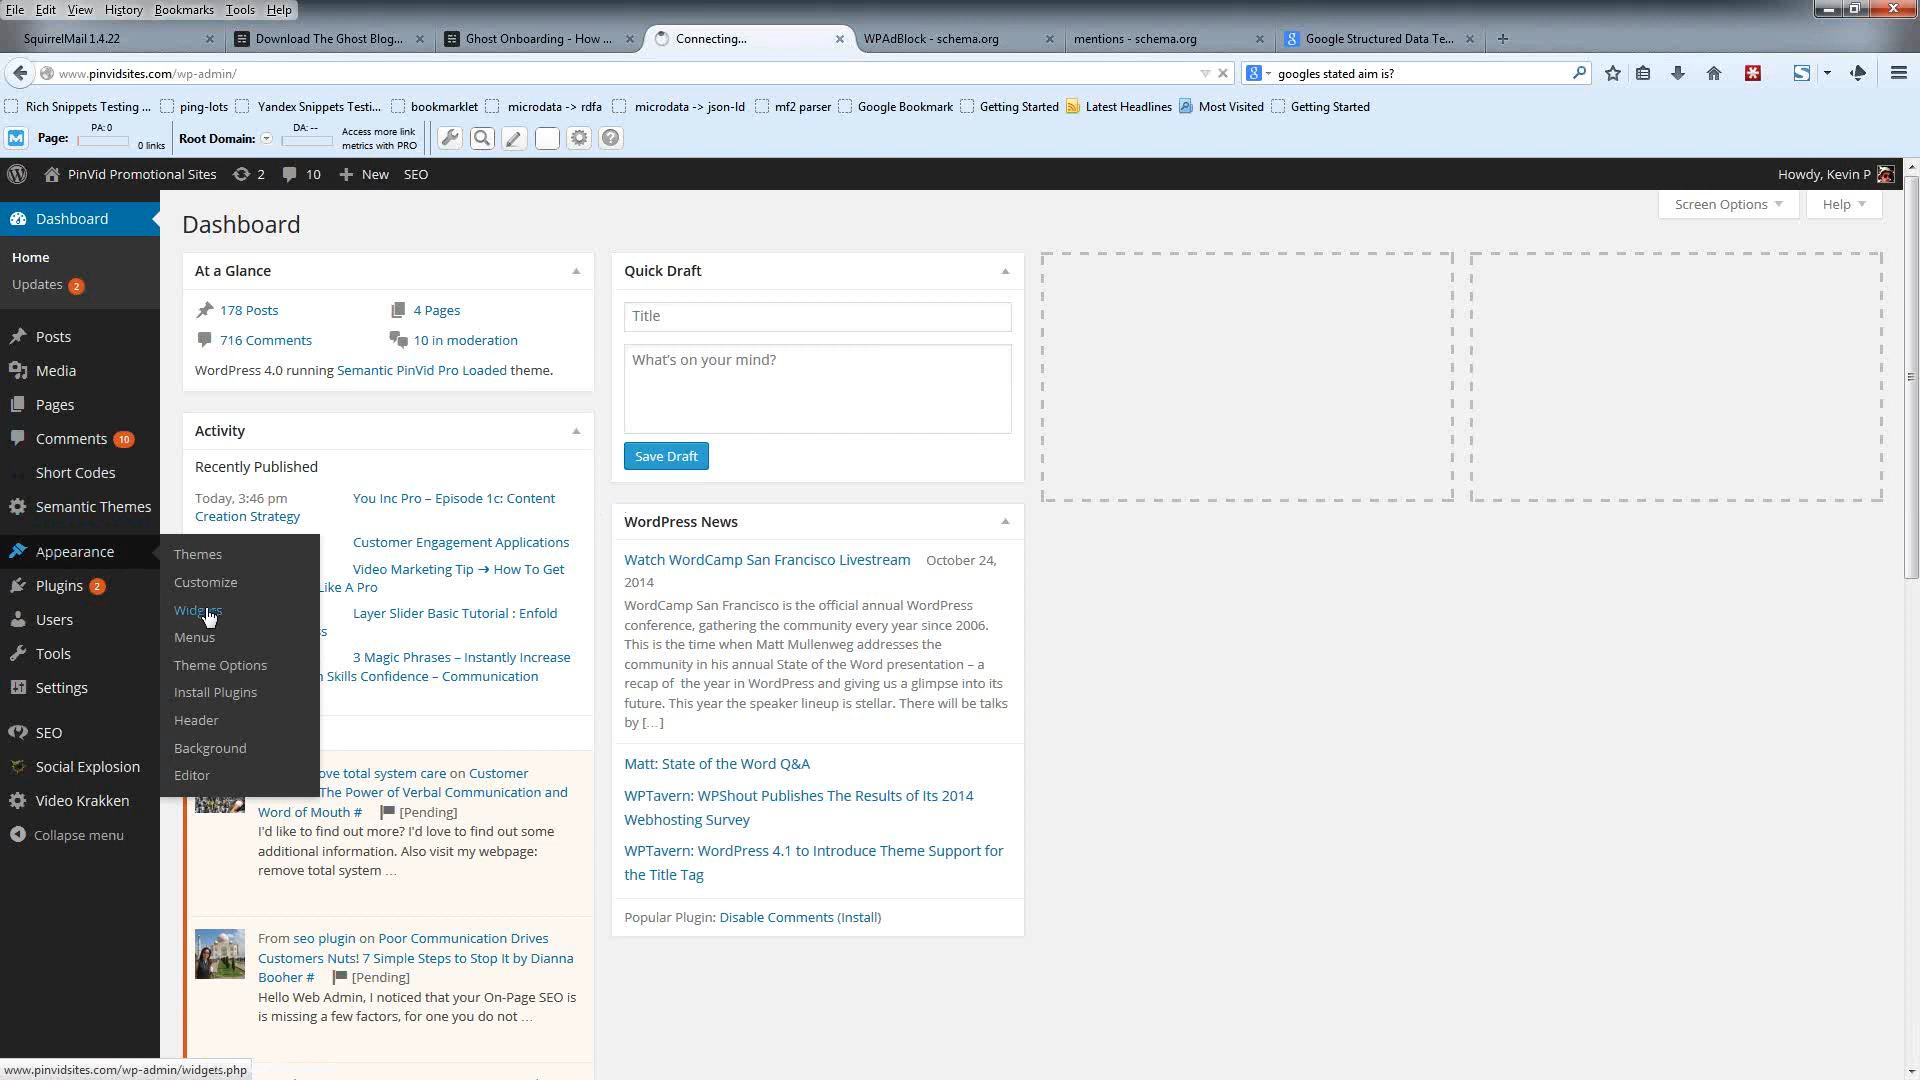 File Edit View History Bookmarks Tools Help
SquirrelMail 1.4.22
Download The Ghost Blog...
Ghost Onboarding - How ...
Connecting...
WPAdBlock - schema.org
mentions - schema.org
Google Structured Data Te...
www.pinvidsites.com/wp-admin/
googles stated aim is?
Rich Snippets Testing ... ping-lots Yandex Snippets Testi... bookmarklet microdata -> rdfa microdata -> json-ld mf2 parser Google Bookmark Getting Started Latest Headlines Most Visited Getting Started
Page: PA: 0 0 links Root Domain: DA: -- Access more link
metrics with PRO
PinVid Promotional Sites 2 10 New SEO
Howdy, Kevin P
Dashboard
Home
Updates 2
Posts
Media
Pages
Comments 10
Short Codes
Semantic Themes
Appearance
Plugins 2
Users
Tools
Settings
SEO
Social Explosion
Video Krakken
Collapse menu
Themes
Customize
Widgets
Menus
Theme Options
Install Plugins
Header
Background
Editor
Dashboard
Screen Options
Help
At a Glance
178 Posts
4 Pages
716 Comments
10 in moderation
WordPress 4.0 running Semantic PinVid Pro Loaded theme.
Activity
Recently Published
Today, 3:46 pm You Inc Pro – Episode 1c: Content
Creation Strategy
Customer Engagement Applications
Video Marketing Tip ➔ How To Get
Like A Pro
Layer Slider Basic Tutorial : Enfold
s
3 Magic Phrases – Instantly Increase
Skills Confidence – Communication
ove total system care on Customer
The Power of Verbal Communication and
Word of Mouth # [Pending]
I'd like to find out more? I'd love to find out some
additional information. Also visit my webpage:
remove total system …
From seo plugin on Poor Communication Drives
Customers Nuts! 7 Simple Steps to Stop It by Dianna
Booher # [Pending]
Hello Web Admin, I noticed that your On-Page SEO is
is missing a few factors, for one you do not …
Quick Draft
Title
What's on your mind?
Save Draft
WordPress News
Watch WordCamp San Francisco Livestream October 24,
2014
WordCamp San Francisco is the official annual WordPress
conference, gathering the community every year since 2006.
This is the time when Matt Mullenweg addresses the
community in his annual State of the Word presentation – a
recap of the year in WordPress and giving us a glimpse into its
future. This year the speaker lineup is stellar. There will be talks
by […]
Matt: State of the Word Q&A
WPTavern: WPShout Publishes The Results of Its 2014
Webhosting Survey
WPTavern: WordPress 4.1 to Introduce Theme Support for
the Title Tag
Popular Plugin: Disable Comments (Install)
www.pinvidsites.com/wp-admin/widgets.php